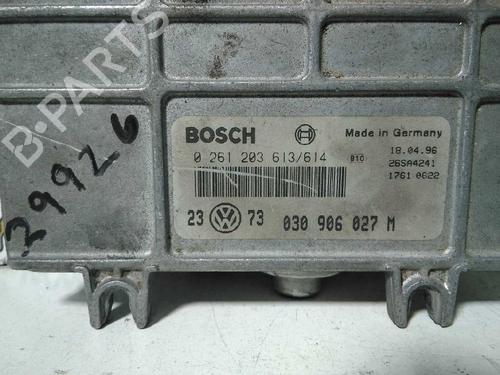 B-PARTS
29926
BOSCH
Made in Germany
0 261 203 613/614
B10
18.04.96
26SA4241
1761 0622
23 VW 73 030 906 027 M